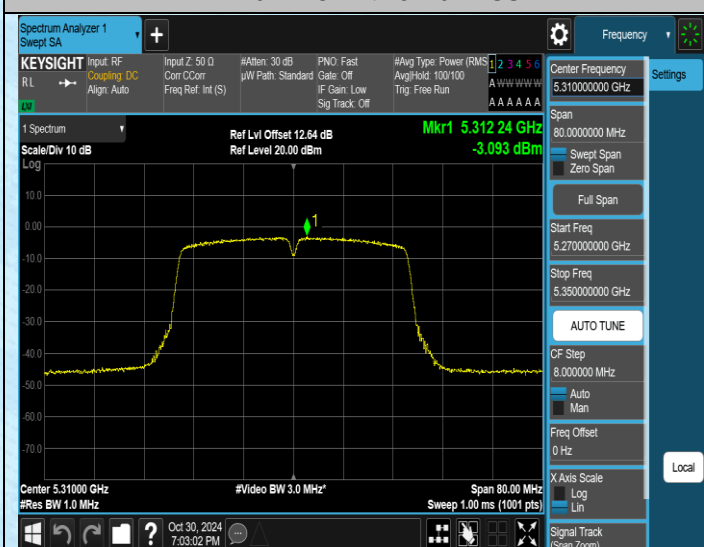 Spectrum Analyzer 1
Swept SA
+
Frequency
KEYSIGHT
RL
Input: RF
Coupling: DC
Align: Auto
Input Z: 50 Ω
Corr CCorr
Freq Ref: Int (S)
#Atten: 30 dB
µW Path: Standard
PNO: Fast
Gate: Off
IF Gain: Low
Sig Track: Off
#Avg Type: Power (RMS
Avg|Hold: 100/100
Trig: Free Run
1 2 3 4 5 6
A W W W W W
A A A A A A
1 Spectrum
Scale/Div 10 dB
Log
Ref Lvl Offset 12.64 dB
Ref Level 20.00 dBm
Mkr1 5.312 24 GHz
-3.093 dBm
10.0
0.00
-10.0
-20.0
-30.0
-40.0
-50.0
-60.0
-70.0
1
Center 5.31000 GHz
#Res BW 1.0 MHz
#Video BW 3.0 MHz*
Span 80.00 MHz
Sweep 1.00 ms (1001 pts)
Oct 30, 2024
7:03:02 PM
Center Frequency
5.310000000 GHz
Settings
Span
80.0000000 MHz
Swept Span
Zero Span
Full Span
Start Freq
5.270000000 GHz
Stop Freq
5.350000000 GHz
AUTO TUNE
CF Step
8.000000 MHz
Auto
Man
Freq Offset
0 Hz
X Axis Scale
Log
Lin
Signal Track
(Span Zoom)
Local